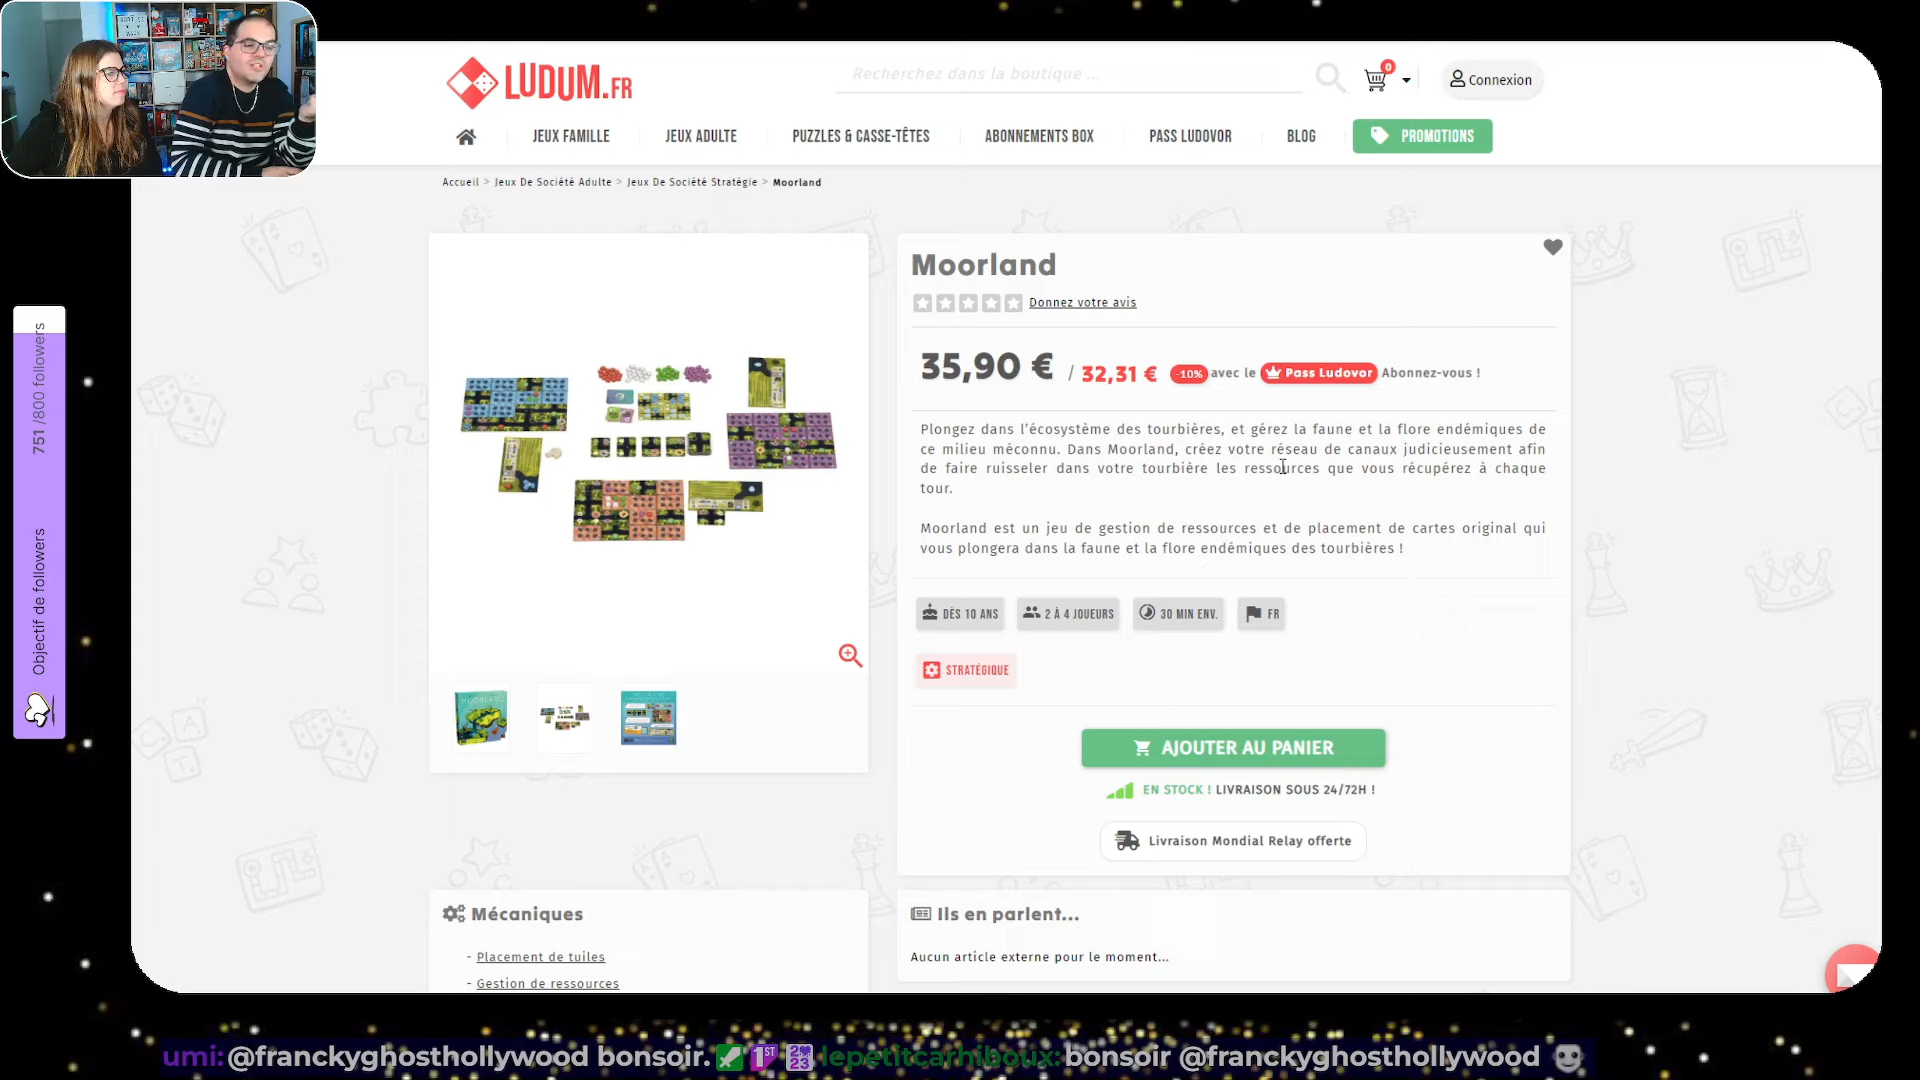 LUDUM.FR
Recherchez dans la boutique ...
0
Connexion
JEUX FAMILLE
JEUX ADULTE
PUZZLES & CASSE-TÊTES
ABONNEMENTS BOX
PASS LUDOVOR
BLOG
PROMOTIONS
Accueil > Jeux De Société Adulte > Jeux De Société Stratégie > Moorland
Moorland
Donnez votre avis
35,90 € / 32,31 € -10% avec le Pass Ludovor Abonnez-vous !
Plongez dans l'écosystème des tourbières, et gérez la faune et la flore endémiques de
ce milieu méconnu. Dans Moorland, créez votre réseau de canaux judicieusement afin
de faire ruisseler dans votre tourbière les ressources que vous récupérez à chaque
tour.
Moorland est un jeu de gestion de ressources et de placement de cartes original qui
vous plongera dans la faune et la flore endémiques des tourbières !
DÈS 10 ANS
2 À 4 JOUEURS
30 MIN ENV.
FR
STRATÉGIQUE
AJOUTER AU PANIER
EN STOCK ! LIVRAISON SOUS 24/72H !
Livraison Mondial Relay offerte
Mécaniques
- Placement de tuiles
- Gestion de ressources
Ils en parlent...
Aucun article externe pour le moment...
Objectif de followers
751 /800 followers
umi: @franckyghosthollywood bonsoir. 1ST 2023 lepetitcarhiboux: bonsoir @franckyghosthollywood